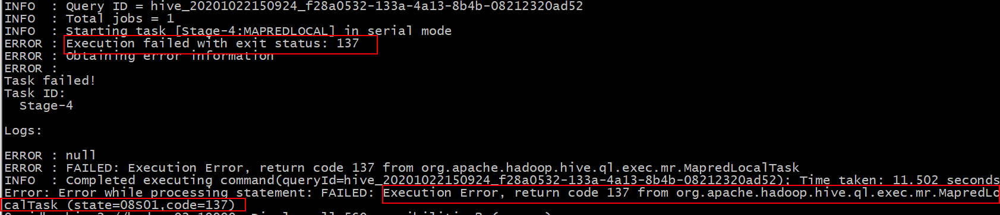 INFO  : Query ID = hive_20201022150924_f28a0532-133a-4a13-8b4b-08212320ad52
INFO  : Total jobs = 1
INFO  : Starting task [Stage-4:MAPREDLOCAL] in serial mode
ERROR : Execution failed with exit status: 137
ERROR : Obtaining error information
ERROR :
Task failed!
Task ID:
  Stage-4
Logs:
ERROR : null
ERROR : FAILED: Execution Error, return code 137 from org.apache.hadoop.hive.ql.exec.mr.MapredLocalTask
INFO  : Completed executing command(queryId=hive_20201022150924_f28a0532-133a-4a13-8b4b-08212320ad52); Time taken: 11.502 seconds
Error: Error while processing statement: FAILED: Execution Error, return code 137 from org.apache.hadoop.hive.ql.exec.mr.MapredLo
calTask (state=08S01,code=137)